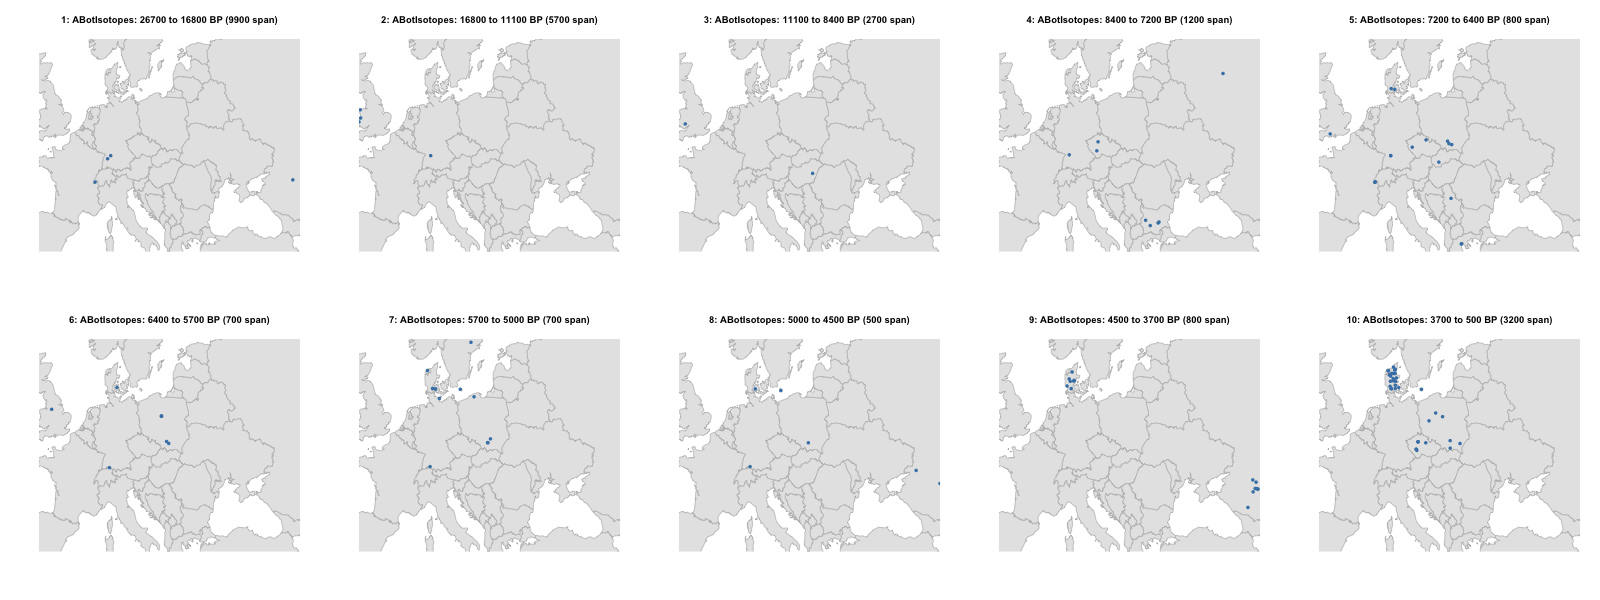 1: ABotIsotopes: 26700 to 16800 BP (9900 span)
2: ABotIsotopes: 16800 to 11100 BP (5700 span)
3: ABotIsotopes: 11100 to 8400 BP (2700 span)
4: ABotIsotopes: 8400 to 7200 BP (1200 span)
5: ABotIsotopes: 7200 to 6400 BP (800 span)
6: ABotIsotopes: 6400 to 5700 BP (700 span)
7: ABotIsotopes: 5700 to 5000 BP (700 span)
8: ABotIsotopes: 5000 to 4500 BP (500 span)
9: ABotIsotopes: 4500 to 3700 BP (800 span)
10: ABotIsotopes: 3700 to 500 BP (3200 span)